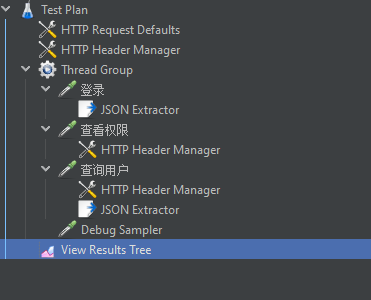 Test Plan
HTTP Request Defaults
HTTP Header Manager
Thread Group
登录
JSON Extractor
查看权限
HTTP Header Manager
查询用户
HTTP Header Manager
JSON Extractor
Debug Sampler
View Results Tree